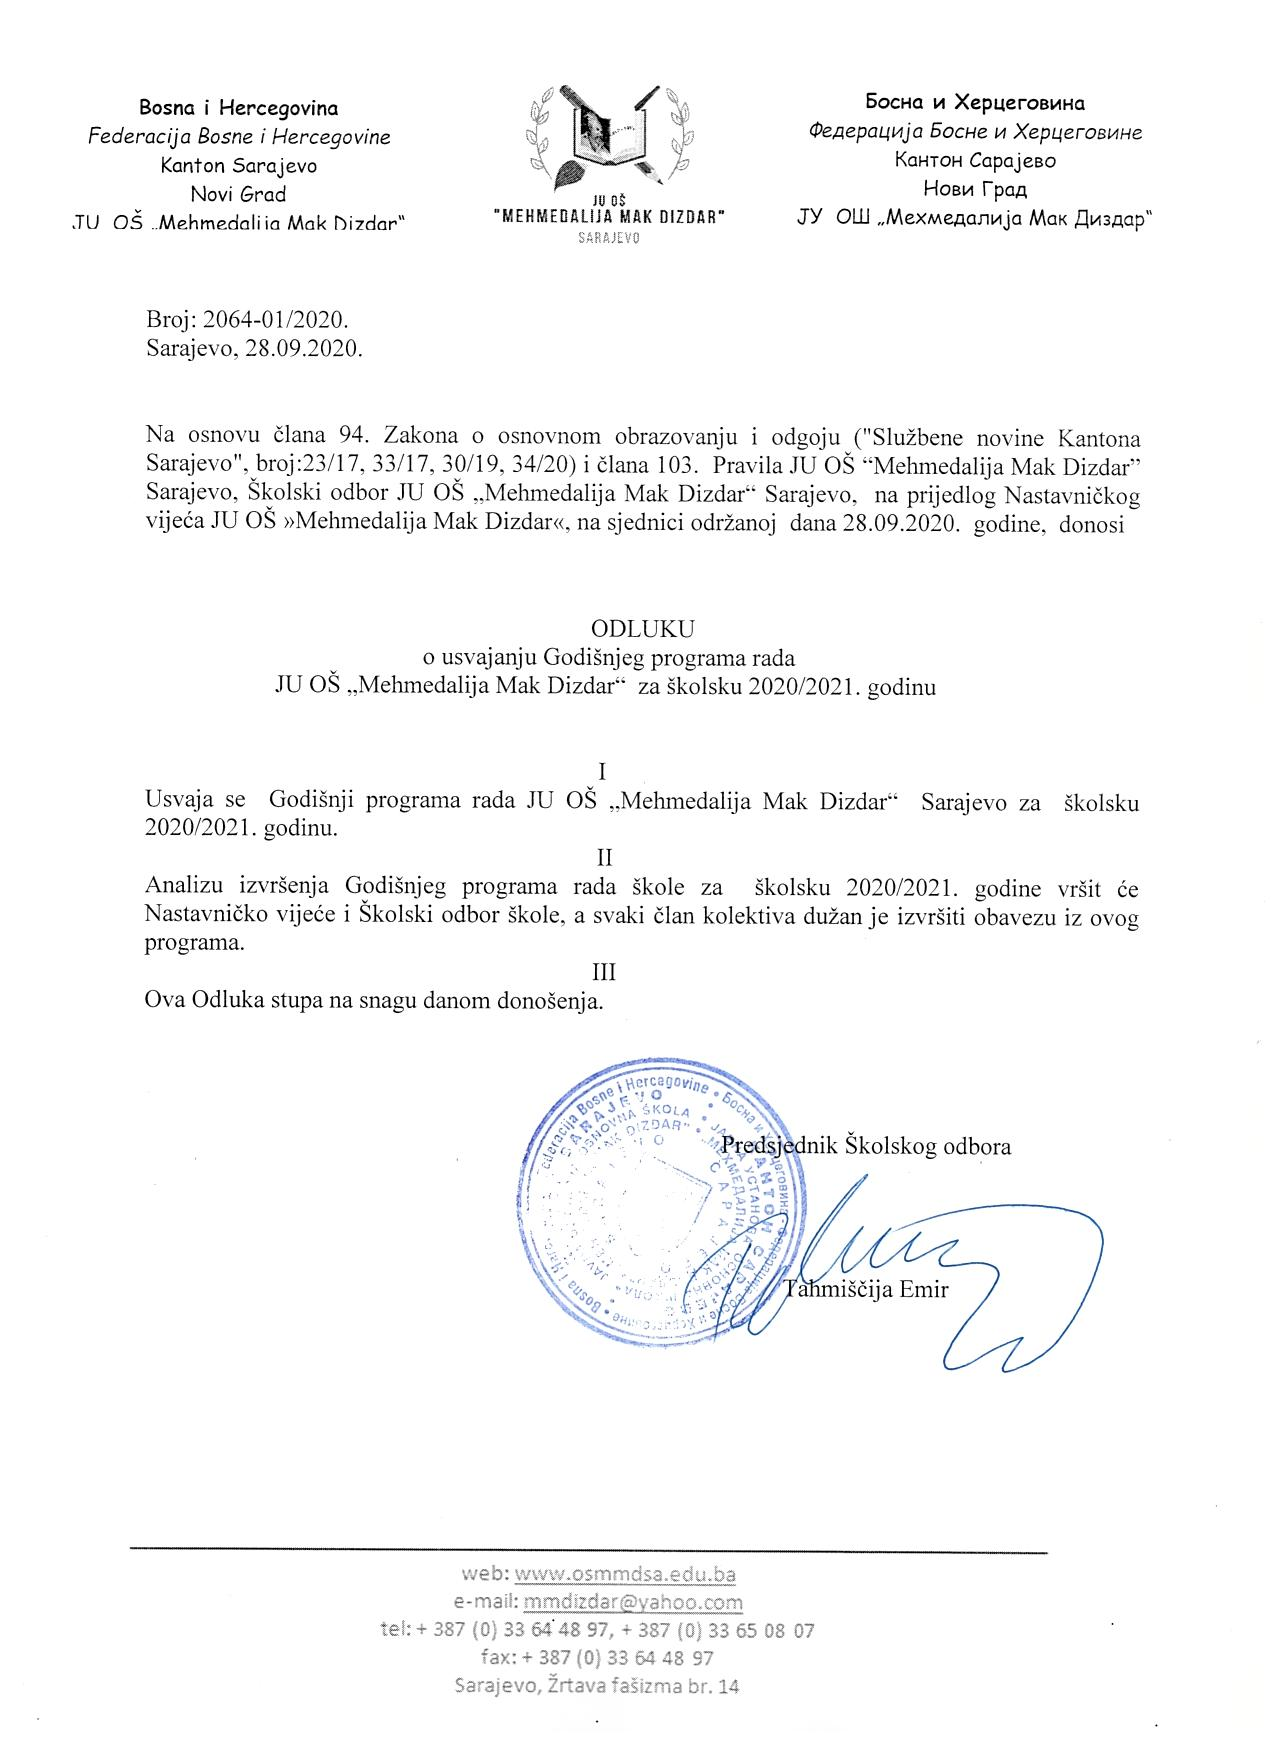 Bosna i Hercegovina
Federacija Bosne i Hercegovine
Kanton Sarajevo
Novi Grad
JU OŠ „Mehmedalija Mak Dizdar“
JU OŠ
"MEHMEDALIJA MAK DIZDAR"
SARAJEVO
Босна и Херцеговина
Федерација Босне и Херцеговине
Кантон Сарајево
Нови Град
ЈУ ОШ „Мехмедалија Мак Диздар“
Broj: 2064-01/2020.
Sarajevo, 28.09.2020.
Na osnovu člana 94. Zakona o osnovnom obrazovanju i odgoju ("Službene novine Kantona
Sarajevo", broj:23/17, 33/17, 30/19, 34/20) i člana 103. Pravila JU OŠ “Mehmedalija Mak Dizdar”
Sarajevo, Školski odbor JU OŠ „Mehmedalija Mak Dizdar“ Sarajevo, na prijedlog Nastavničkog
vijeća JU OŠ »Mehmedalija Mak Dizdar«, na sjednici održanoj dana 28.09.2020. godine, donosi
ODLUKU
o usvajanju Godišnjeg programa rada
JU OŠ „Mehmedalija Mak Dizdar“ za školsku 2020/2021. godinu
I
Usvaja se Godišnji programa rada JU OŠ „Mehmedalija Mak Dizdar“ Sarajevo za školsku
2020/2021. godinu.
II
Analizu izvršenja Godišnjeg programa rada škole za školsku 2020/2021. godine vršit će
Nastavničko vijeće i Školski odbor škole, a svaki član kolektiva dužan je izvršiti obavezu iz ovog
programa.
III
Ova Odluka stupa na snagu danom donošenja.
Predsjednik Školskog odbora
Tahmiščija Emir
web: www.osmmdsa.edu.ba
e-mail: mmdizdar@yahoo.com
tel: + 387 (0) 33 64 48 97, + 387 (0) 33 65 08 07
fax: + 387 (0) 33 64 48 97
Sarajevo, Žrtava fašizma br. 14